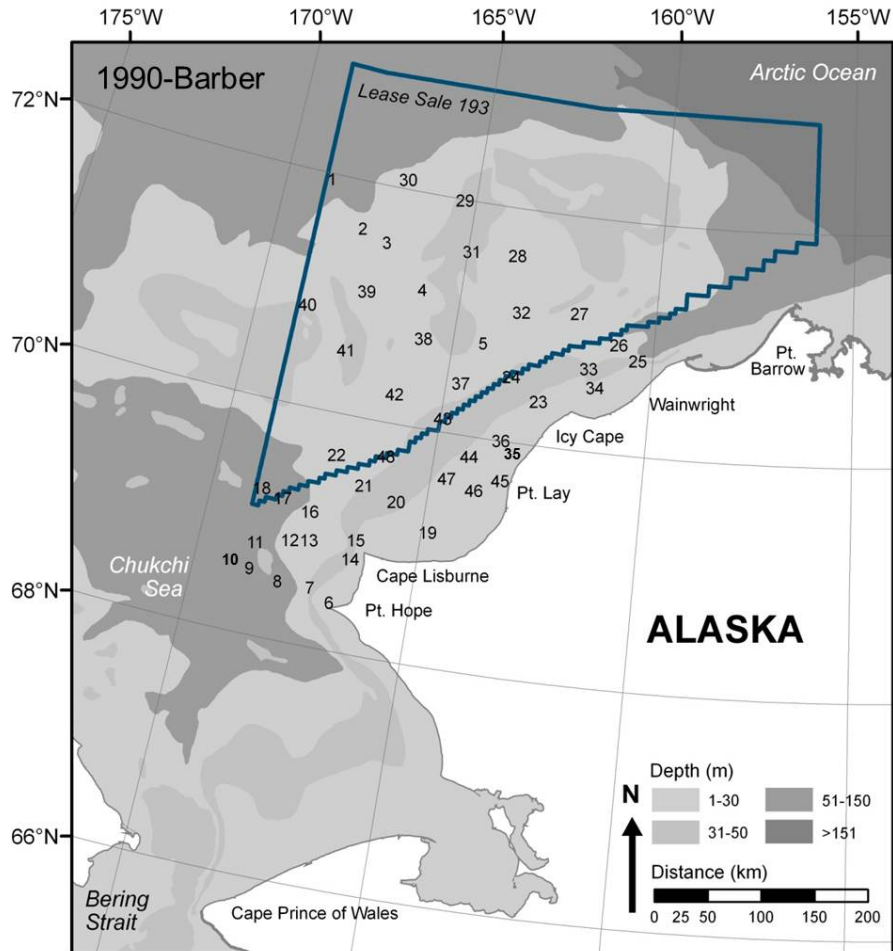 175°W 170°W 165°W 160°W 155°W
1990-Barber
Arctic Ocean
72°N
Lease Sale 193
1 30
29
2
3
31 28
39 4
40
32 27
38 5
26
41
70°N
25
Pt.
Barrow
33
24
37
34
42
23
Wainwright
48
Icy Cape
36
22 48 44 35
47 45
18 21 46
Pt. Lay
17
20
16
19
11 12 13 15
10 14
9
Chukchi
Sea
Cape Lisburne
8 7
68°N
6
Pt. Hope
ALASKA
Depth (m)
N
1-30 51-150
31-50 >151
66°N
Distance (km)
Bering
Strait
Cape Prince of Wales
0 25 50 100 150 200